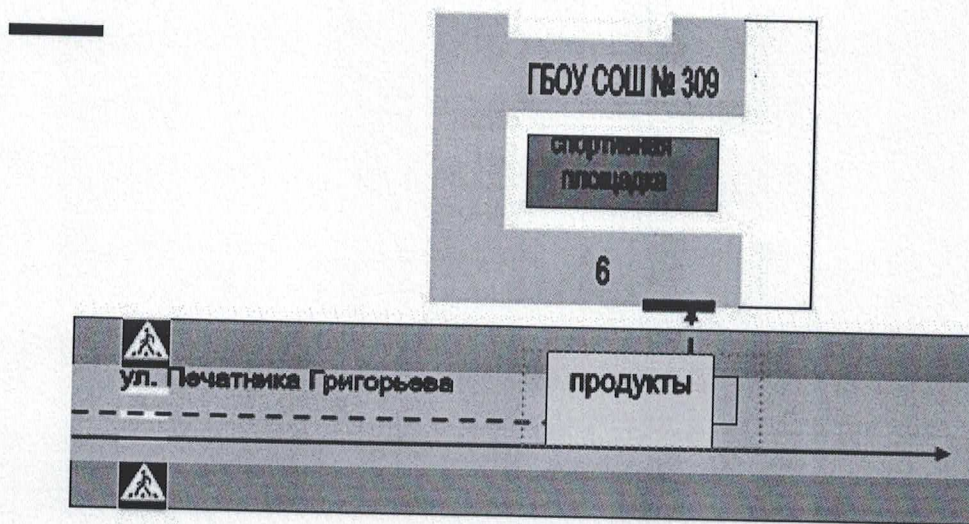 ГБОУ СОШ № 309
спортивная
площадка
6
ул. Печатника Григорьева
продукты